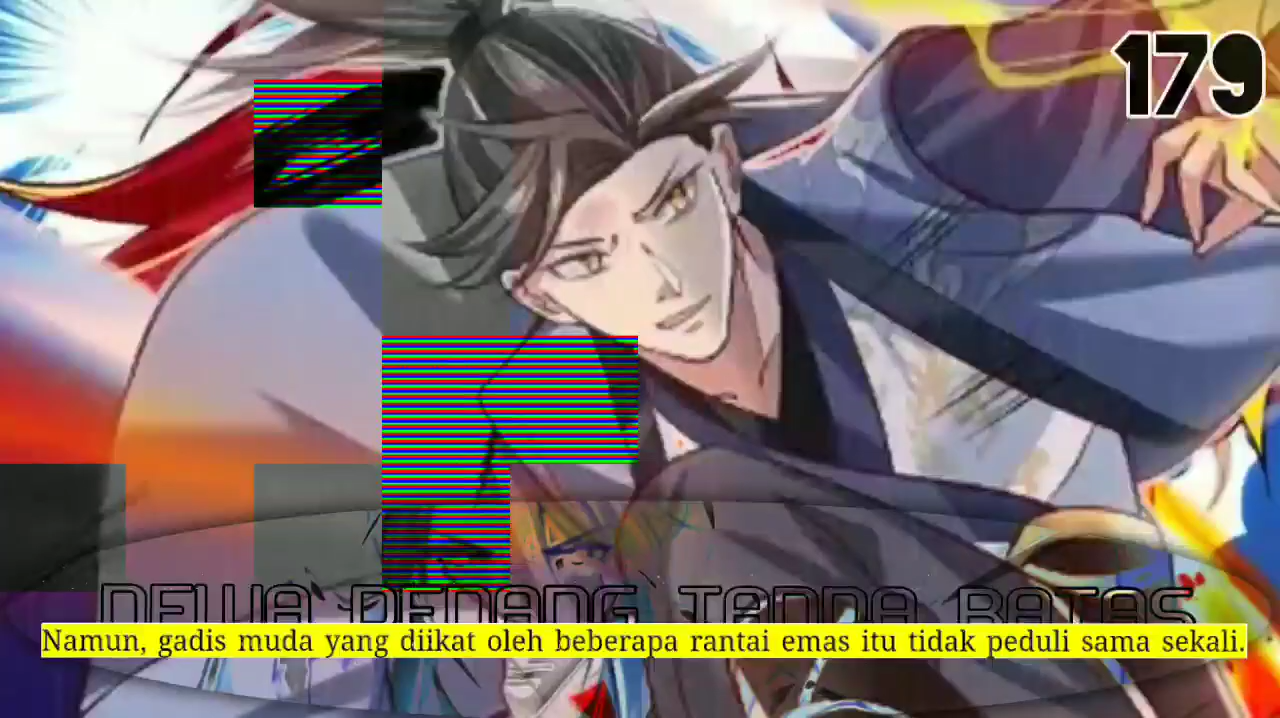 179
DEWA PEDANG TANPA BATAS
Namun, gadis muda yang diikat oleh beberapa rantai emas itu tidak peduli sama sekali.